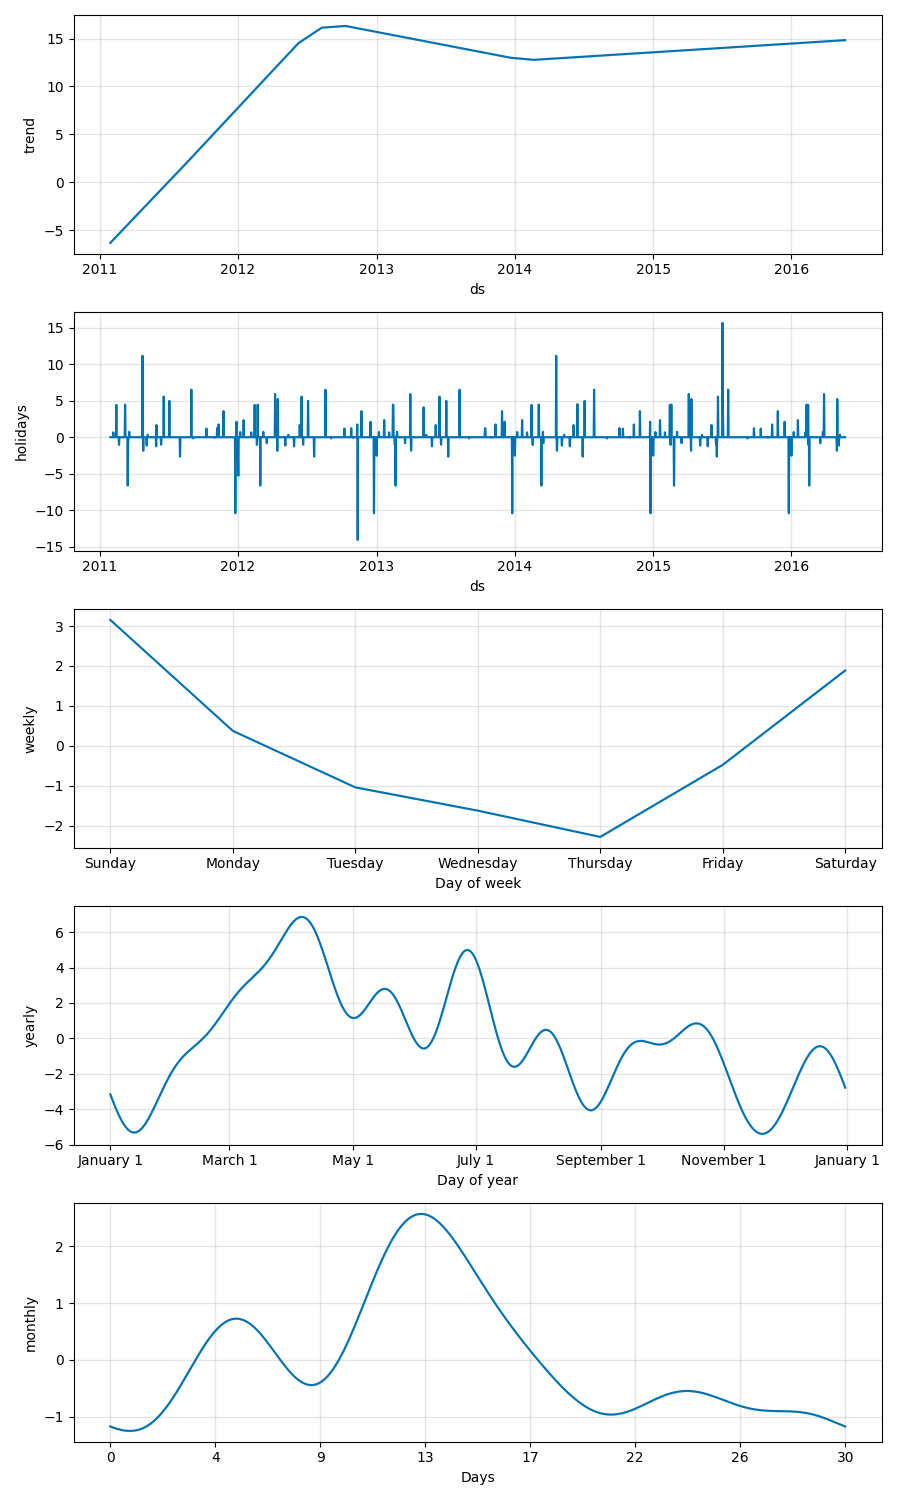 15
10
5
0
−5
trend
2011 2012 2013 2014 2015 2016
ds
15
10
5
0
−5
−10
−15
holidays
2011 2012 2013 2014 2015 2016
ds
3
2
1
0
−1
−2
weekly
Sunday Monday Tuesday Wednesday Thursday Friday Saturday
Day of week
6
4
2
0
−2
−4
−6
yearly
January 1 March 1 May 1 July 1 September 1 November 1 January 1
Day of year
2
1
0
−1
monthly
0 4 9 13 17 22 26 30
Days